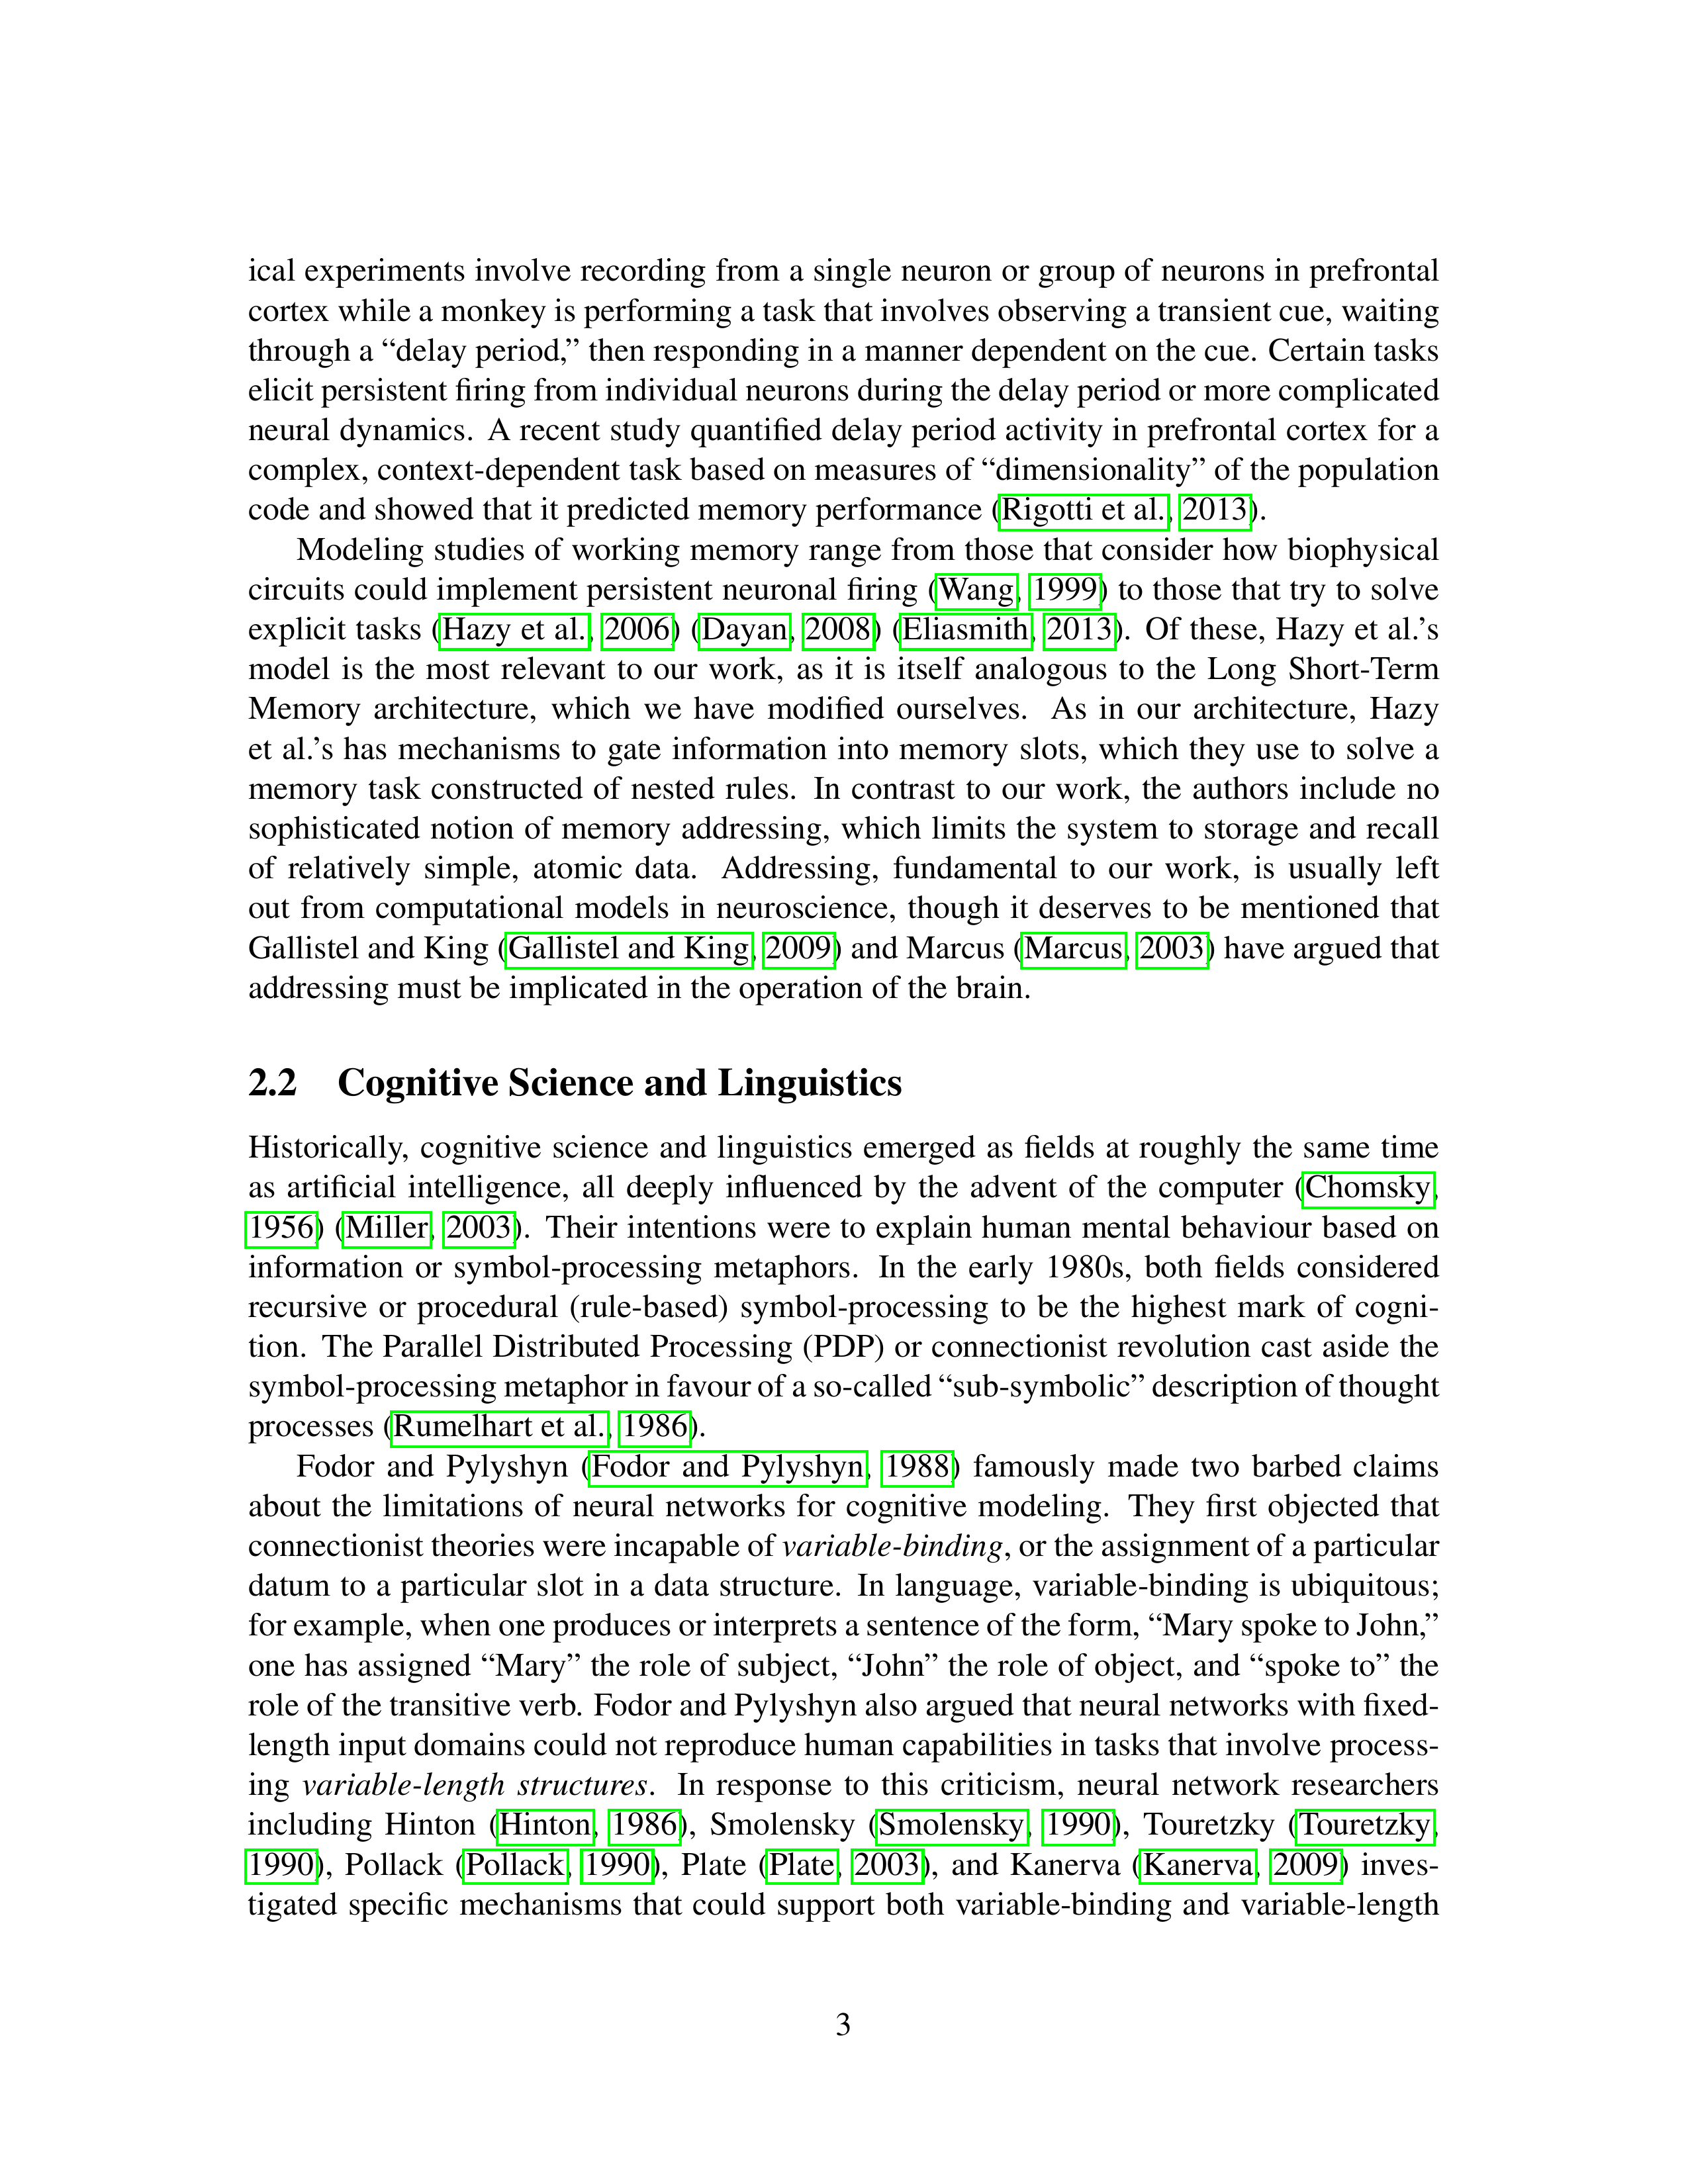 ical experiments involve recording from a single neuron or group of neurons in prefrontal
cortex while a monkey is performing a task that involves observing a transient cue, waiting
through a “delay period,” then responding in a manner dependent on the cue. Certain tasks
elicit persistent firing from individual neurons during the delay period or more complicated
neural dynamics. A recent study quantified delay period activity in prefrontal cortex for a
complex, context-dependent task based on measures of “dimensionality” of the population
code and showed that it predicted memory performance (Rigotti et al., 2013).
Modeling studies of working memory range from those that consider how biophysical
circuits could implement persistent neuronal firing (Wang, 1999) to those that try to solve
explicit tasks (Hazy et al., 2006) (Dayan, 2008) (Eliasmith, 2013). Of these, Hazy et al.’s
model is the most relevant to our work, as it is itself analogous to the Long Short-Term
Memory architecture, which we have modified ourselves. As in our architecture, Hazy
et al.’s has mechanisms to gate information into memory slots, which they use to solve a
memory task constructed of nested rules. In contrast to our work, the authors include no
sophisticated notion of memory addressing, which limits the system to storage and recall
of relatively simple, atomic data. Addressing, fundamental to our work, is usually left
out from computational models in neuroscience, though it deserves to be mentioned that
Gallistel and King (Gallistel and King, 2009) and Marcus (Marcus, 2003) have argued that
addressing must be implicated in the operation of the brain.
2.2 Cognitive Science and Linguistics
Historically, cognitive science and linguistics emerged as fields at roughly the same time
as artificial intelligence, all deeply influenced by the advent of the computer (Chomsky,
1956) (Miller, 2003). Their intentions were to explain human mental behaviour based on
information or symbol-processing metaphors. In the early 1980s, both fields considered
recursive or procedural (rule-based) symbol-processing to be the highest mark of cogni-
tion. The Parallel Distributed Processing (PDP) or connectionist revolution cast aside the
symbol-processing metaphor in favour of a so-called “sub-symbolic” description of thought
processes (Rumelhart et al., 1986).
Fodor and Pylyshyn (Fodor and Pylyshyn, 1988) famously made two barbed claims
about the limitations of neural networks for cognitive modeling. They first objected that
connectionist theories were incapable of variable-binding, or the assignment of a particular
datum to a particular slot in a data structure. In language, variable-binding is ubiquitous;
for example, when one produces or interprets a sentence of the form, “Mary spoke to John,”
one has assigned “Mary” the role of subject, “John” the role of object, and “spoke to” the
role of the transitive verb. Fodor and Pylyshyn also argued that neural networks with fixed-
length input domains could not reproduce human capabilities in tasks that involve process-
ing variable-length structures. In response to this criticism, neural network researchers
including Hinton (Hinton, 1986), Smolensky (Smolensky, 1990), Touretzky (Touretzky,
1990), Pollack (Pollack, 1990), Plate (Plate, 2003), and Kanerva (Kanerva, 2009) inves-
tigated specific mechanisms that could support both variable-binding and variable-length
3